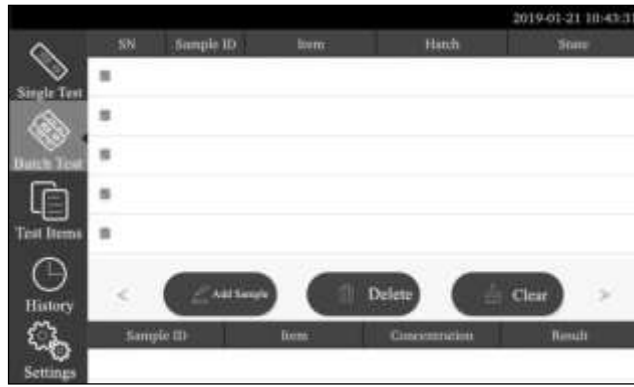 2019-01-21 10:43:31
SN Sample ID Item Hatch State
Single Test
Batch Test
Test Items
History
Settings
< Add Sample Delete Clear >
Sample ID Item Concentration Result